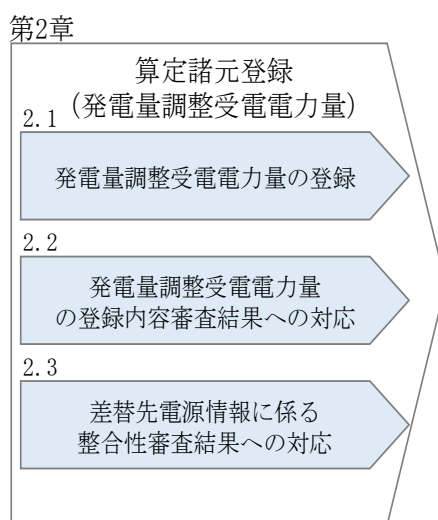 第2章
算定諸元登録
(発電量調整受電電力量)
2.1
発電量調整受電電力量の登録
2.2
発電量調整受電電力量
の登録内容審査結果への対応
2.3
差替先電源情報に係る
整合性審査結果への対応